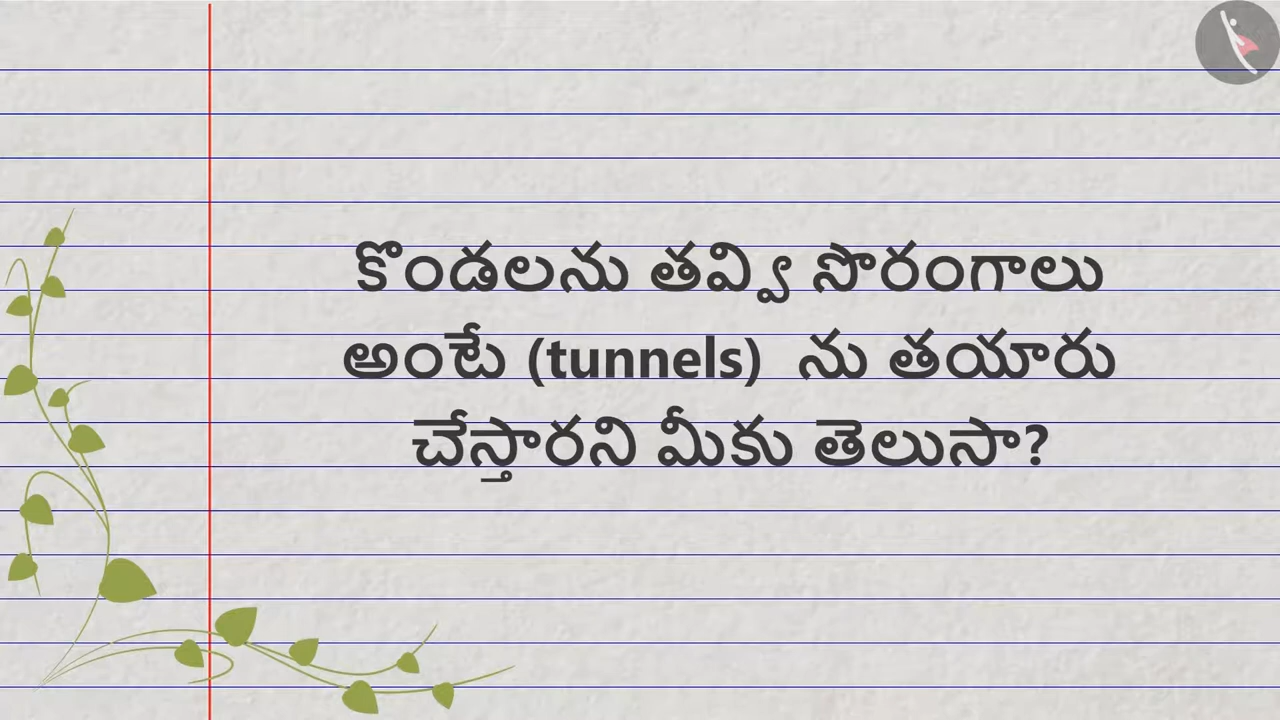 కొండలను తవ్వి సొరంగాలు
అంటే (tunnels) ను తయారు
చేస్తారని మీకు తెలుసా?